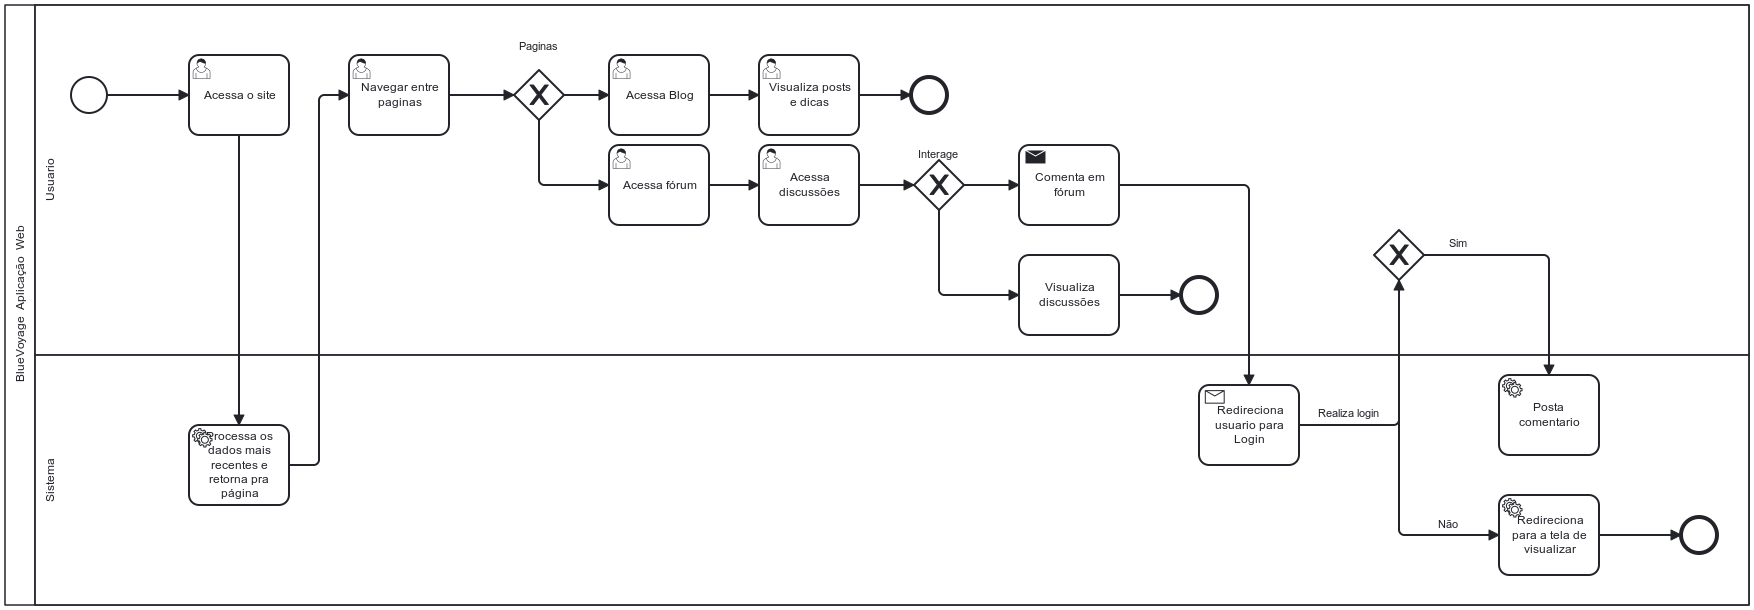 BlueVoyage Aplicação Web
Usuario
Acessa o site
Navegar entre
paginas
Paginas
Acessa Blog
Visualiza posts
e dicas
Acessa fórum
Acessa
discussões
Interage
Comenta em
fórum
Visualiza
discussões
Sim
Sistema
Processa os
dados mais
recentes e
retorna pra
página
Redireciona
usuario para
Login
Realiza login
Posta
comentario
Não
Redireciona
para a tela de
visualizar